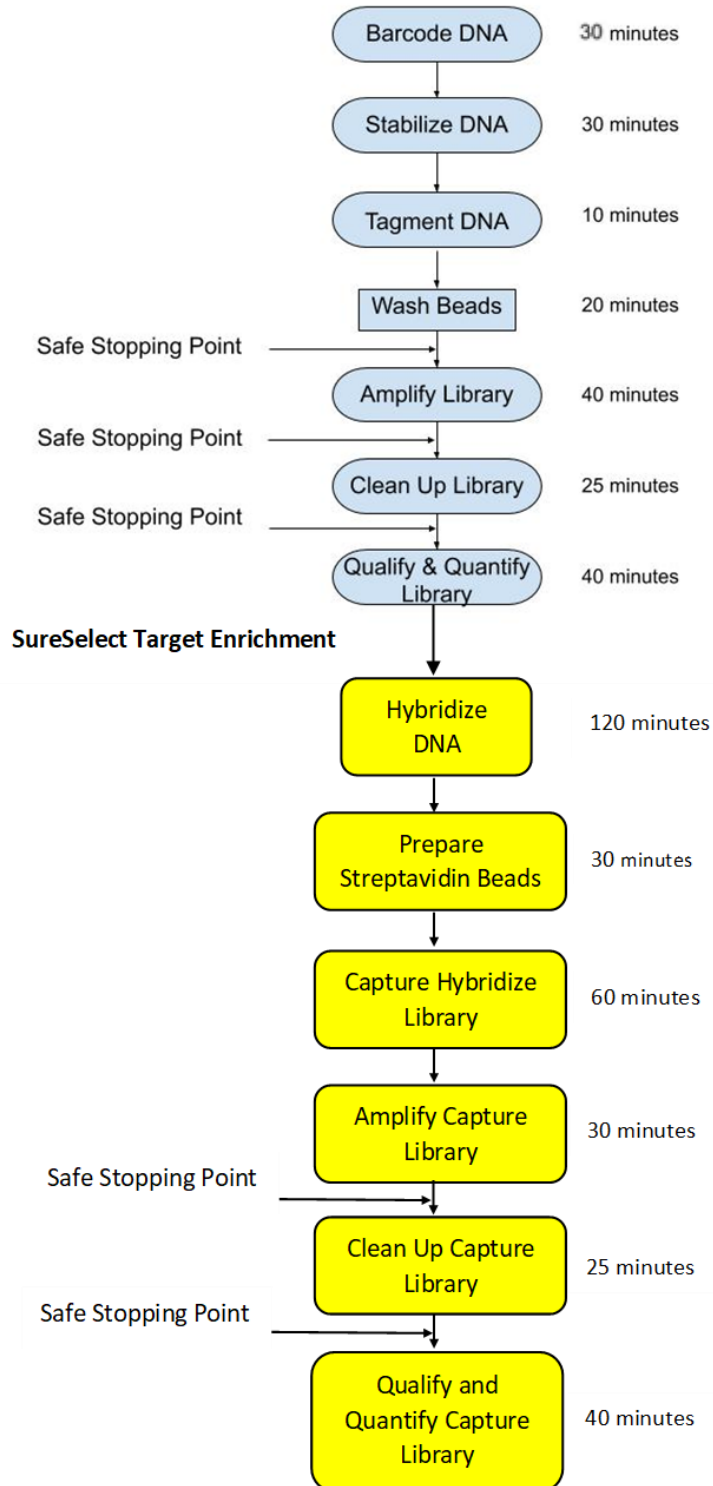 Barcode DNA
30 minutes
Stabilize DNA
30 minutes
Tagment DNA
10 minutes
Wash Beads
20 minutes
Safe Stopping Point
Amplify Library
40 minutes
Safe Stopping Point
Clean Up Library
25 minutes
Safe Stopping Point
Qualify & Quantify
Library
40 minutes
SureSelect Target Enrichment
Hybridize
DNA
120 minutes
Prepare
Streptavidin Beads
30 minutes
Capture Hybridize
Library
60 minutes
Amplify Capture
Library
30 minutes
Safe Stopping Point
Clean Up Capture
Library
25 minutes
Safe Stopping Point
Qualify and
Quantify Capture
Library
40 minutes